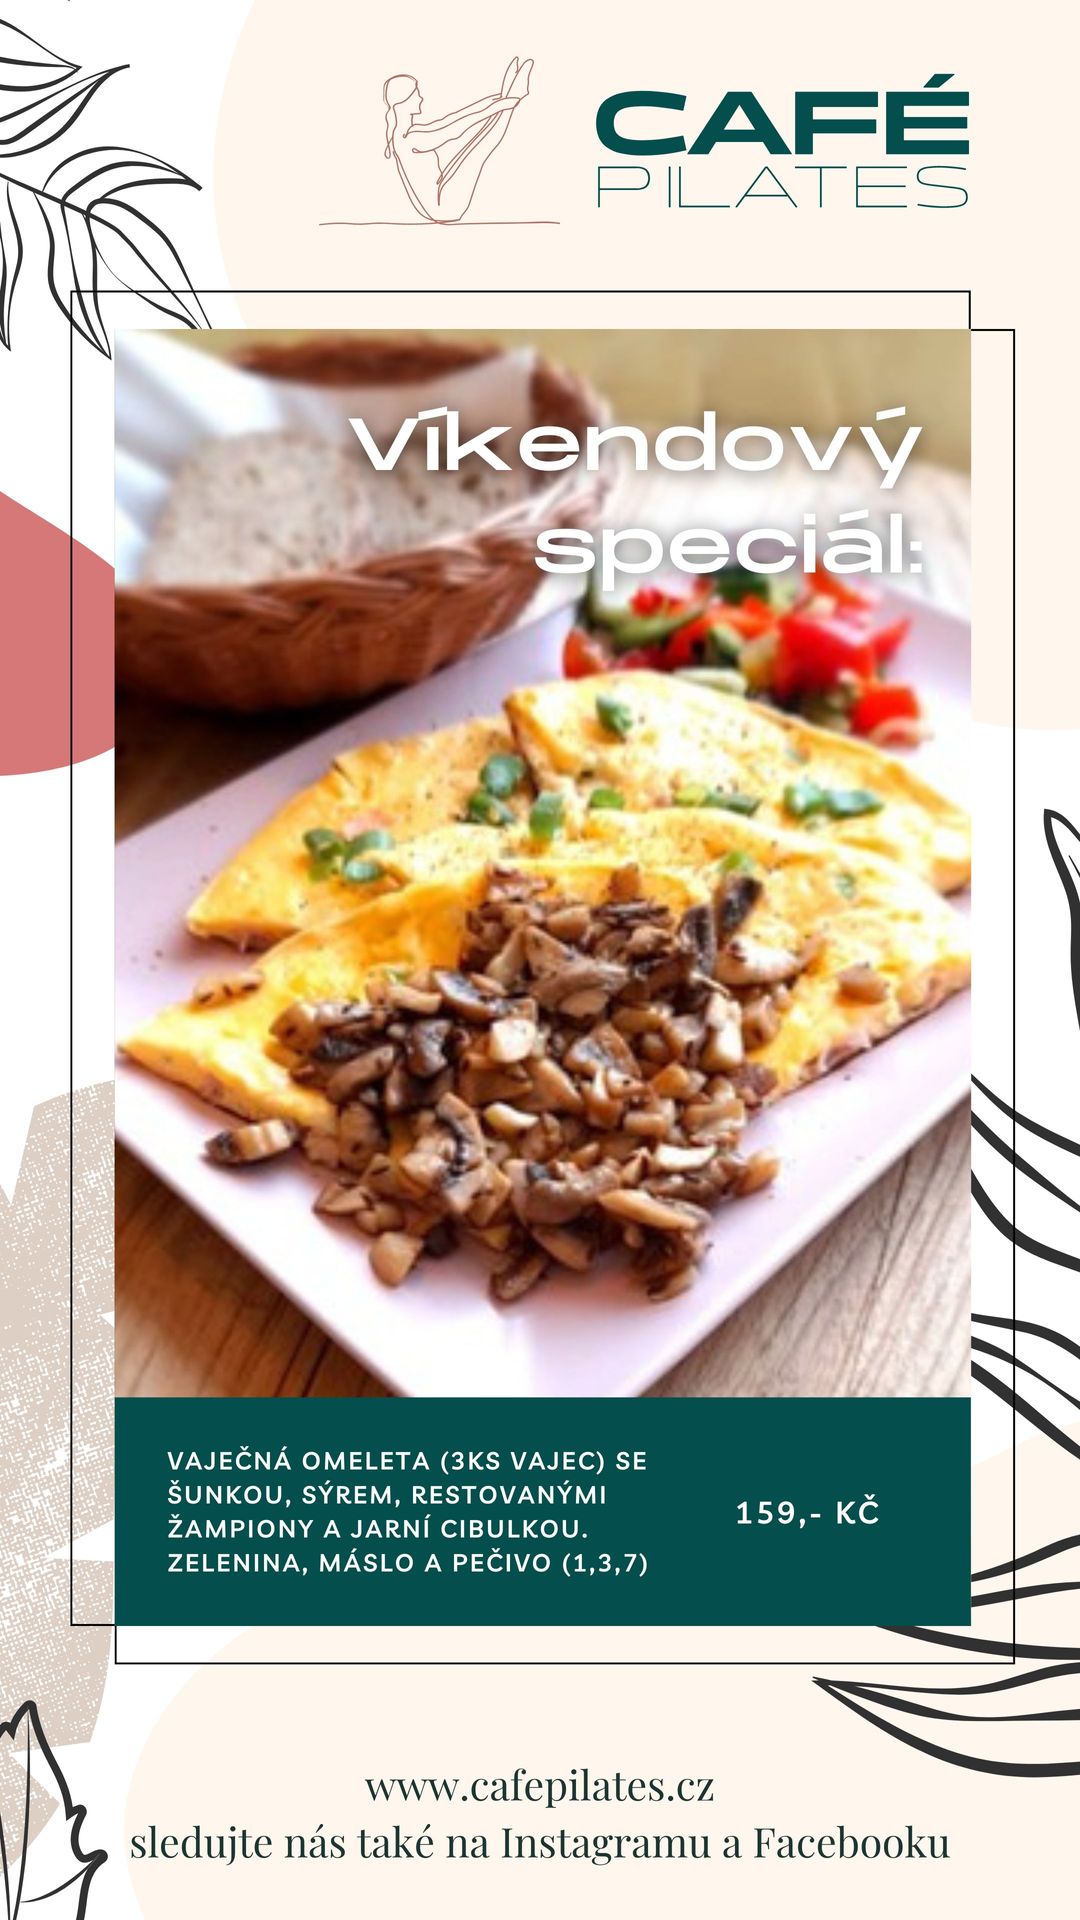 CAFÉ
PILATES
Víkendový
speciál:
VAJEČNÁ OMELETA (3KS VAJEC) SE
ŠUNKOU, SÝREM, RESTOVANÝMI
ŽAMPIONY A JARNÍ CIBULKOU.
ZELENINA, MÁSLO A PEČIVO (1,3,7)
159,- KČ
www.cafepilates.cz
sledujte nás také na Instagramu a Facebooku